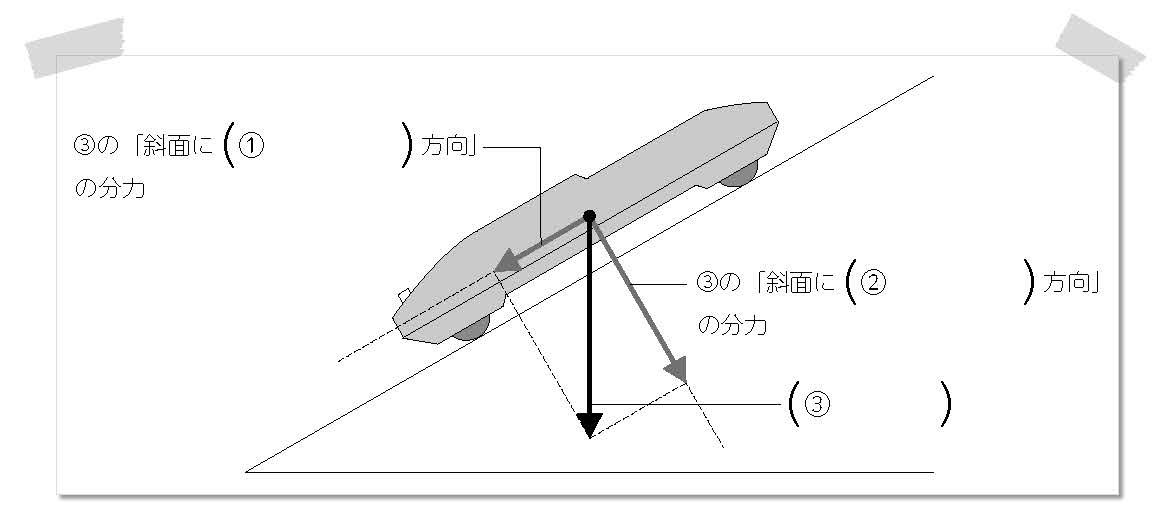 ③の「斜面に(① )方向」
の分力
③の「斜面に(② )方向」
の分力
(③ )